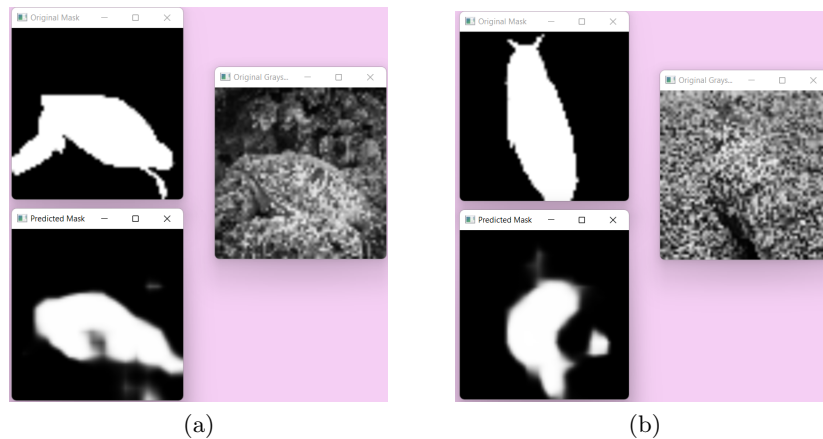 Original Mask
Original Grays...
Predicted Mask
(a)
Original Mask
Original Grays...
Predicted Mask
(b)